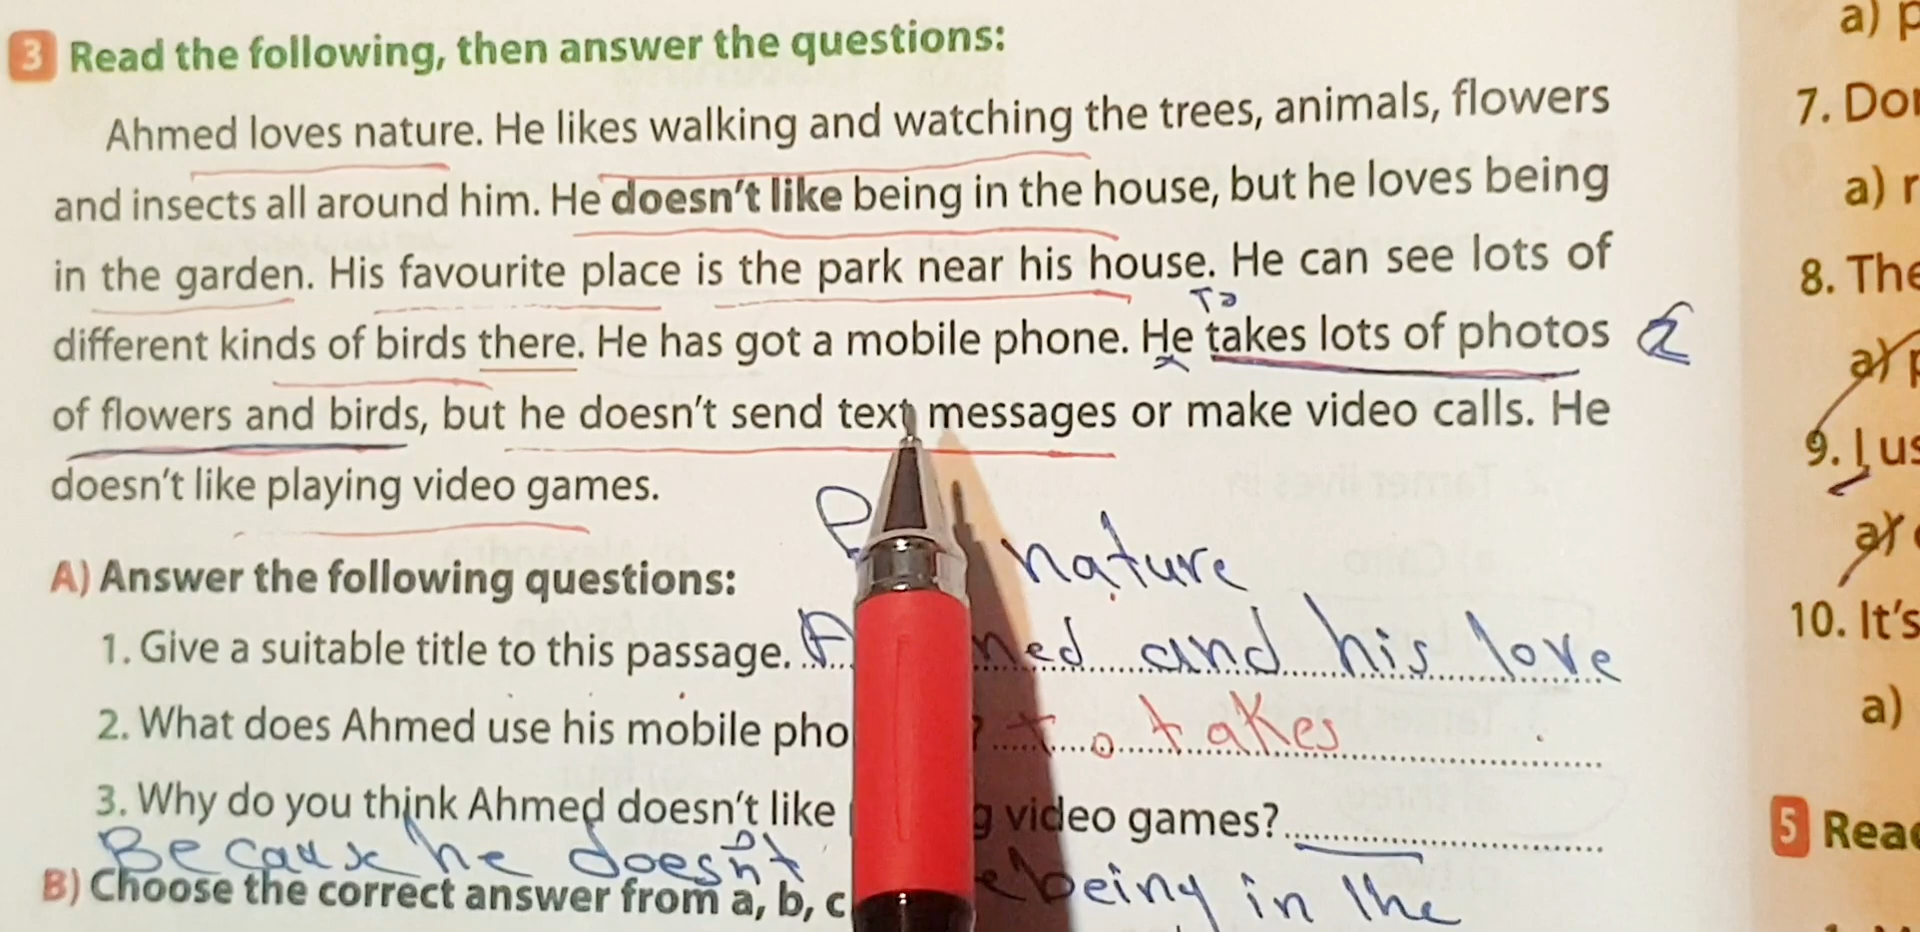 3 Read the following, then answer the questions:
Ahmed loves nature. He likes walking and watching the trees, animals, flowers
and insects all around him. He doesn't like being in the house, but he loves being
in the garden. His favourite place is the park near his house. He can see lots of
To
different kinds of birds there. He has got a mobile phone. He takes lots of photos 2
of flowers and birds, but he doesn't send text messages or make video calls. He
doesn't like playing video games.
nature
A) Answer the following questions:
1. Give a suitable title to this passage. and his love
2. What does Ahmed use his mobile to takes
3. Why do you think Ahmed doesn't like video games?
Because he doesn't being in the
B) Choose the correct answer from a, b, c
a)
7.
a)
8. The
a)
9. I
a)
10. It's
a)
5